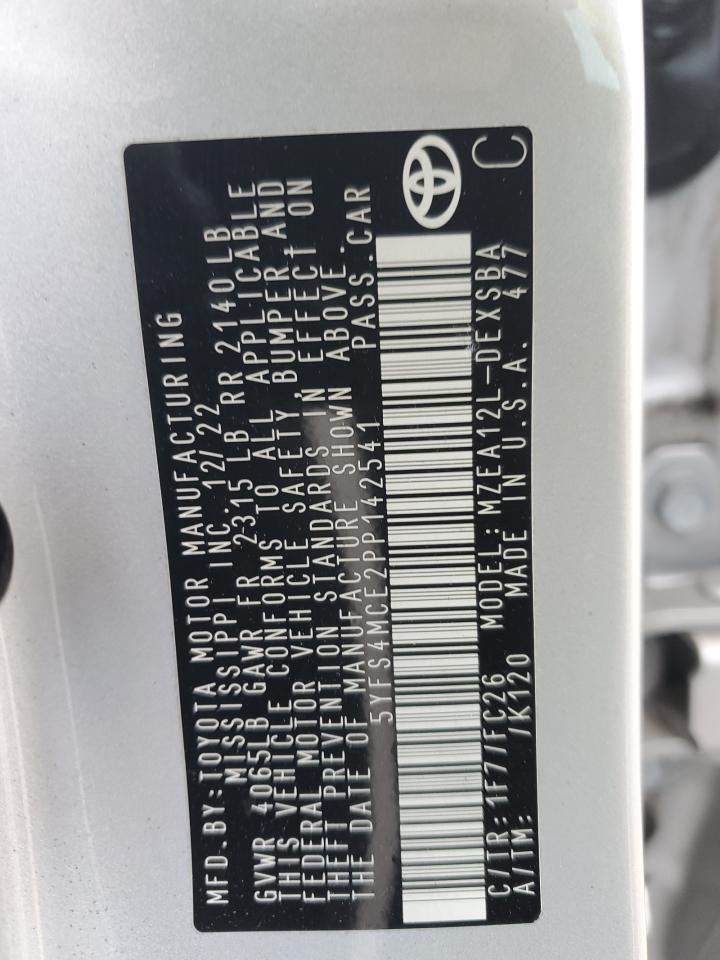 MFD.BY:TOYOTA MOTOR MANUFACTURING
MISSISSIPPI INC. 12/22
GVWR 4065LB GAWR FR 2315 LB RR 2140 LB
THIS VEHICLE CONFORMS TO ALL APPLICABLE
FEDERAL MOTOR VEHICLE SAFETY, BUMPER AND
THEFT PREVENTION STANDARDS IN EFFECT ON
THE DATE OF MANUFACTURE SHOWN ABOVE.
5YFS4MCE2PP142541 PASS.CAR
C/TR:1F7/FC26 MODEL:MZEA12L-DEXSBA
A/TM: /K120 MADE IN U.S.A. 477
C